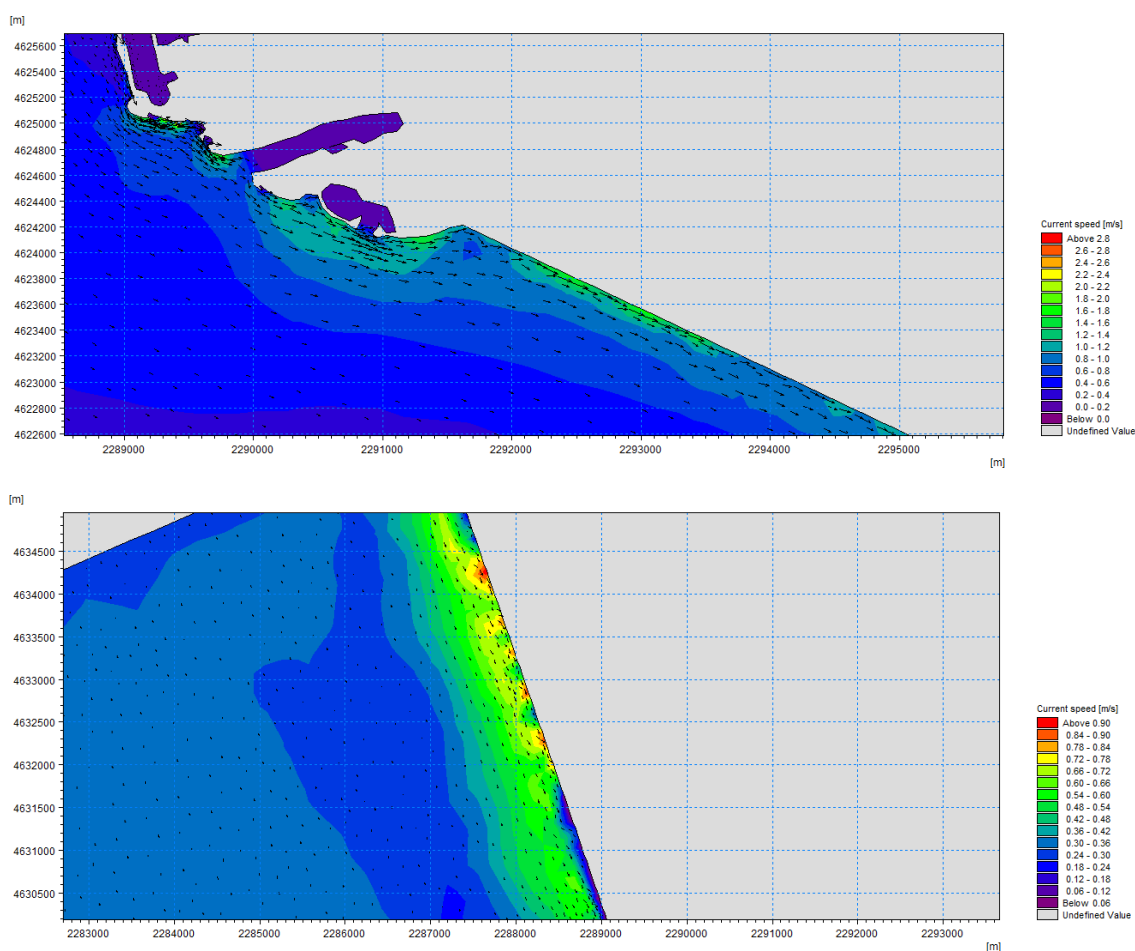 [m]
4625600
4625400
4625200
4625000
4624800
4624600
4624400
4624200
4624000
4623800
4623600
4623400
4623200
4623000
4622800
4622600
2289000 2290000 2291000 2292000 2293000 2294000 2295000
[m]
Current speed [m/s]
Above 2.8
2.6 - 2.8
2.4 - 2.6
2.2 - 2.4
2.0 - 2.2
1.8 - 2.0
1.6 - 1.8
1.4 - 1.6
1.2 - 1.4
1.0 - 1.2
0.8 - 1.0
0.6 - 0.8
0.4 - 0.6
0.2 - 0.4
0.0 - 0.2
Below 0.0
Undefined Value
[m]
4634500
4634000
4633500
4633000
4632500
4632000
4631500
4631000
4630500
2283000 2284000 2285000 2286000 2287000 2288000 2289000 2290000 2291000 2292000 2293000
[m]
Current speed [m/s]
Above 0.90
0.84 - 0.90
0.78 - 0.84
0.72 - 0.78
0.66 - 0.72
0.60 - 0.66
0.54 - 0.60
0.48 - 0.54
0.42 - 0.48
0.36 - 0.42
0.30 - 0.36
0.24 - 0.30
0.18 - 0.24
0.12 - 0.18
0.06 - 0.12
Below 0.06
Undefined Value